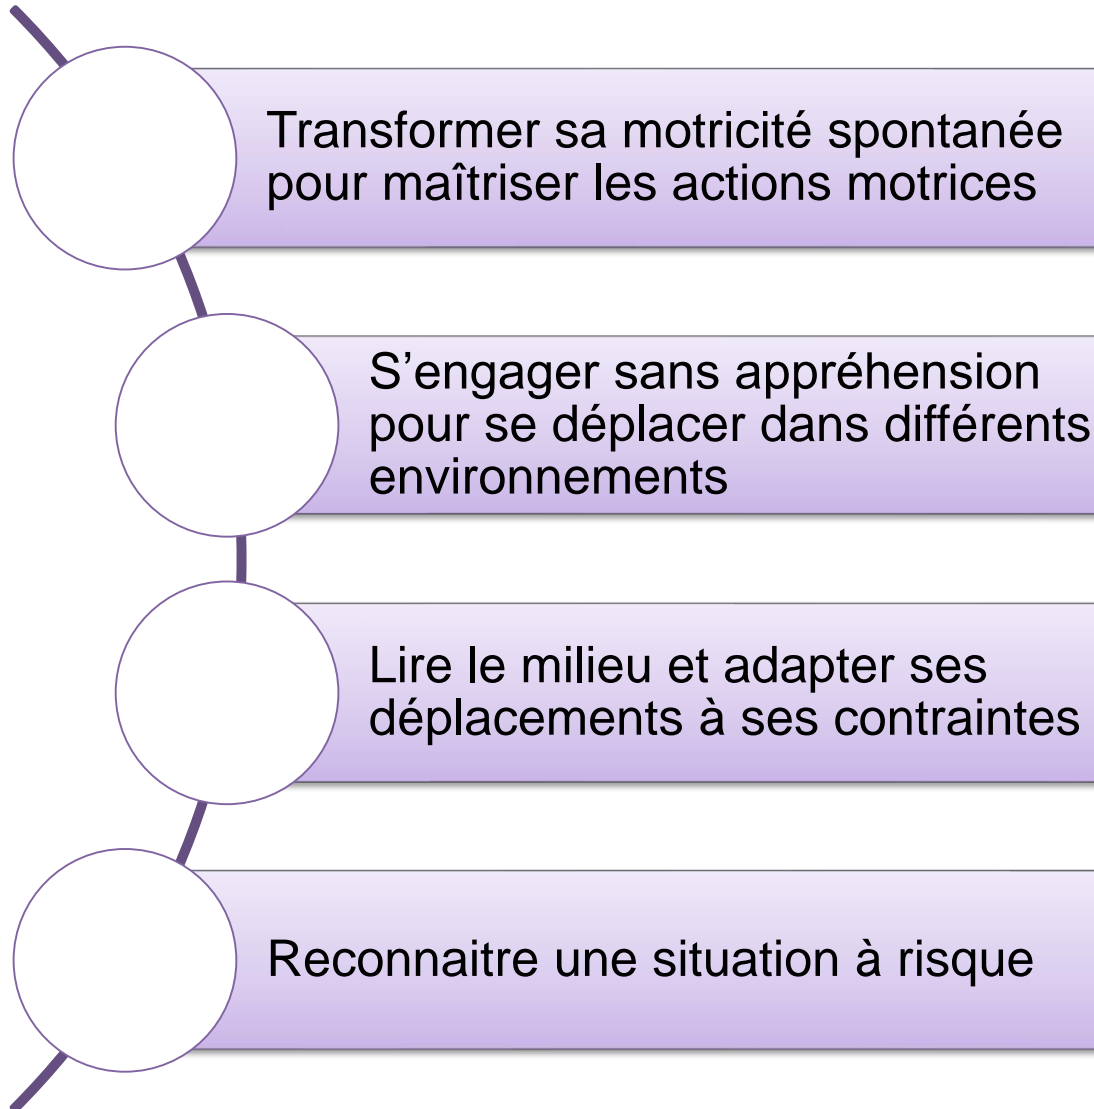 Transformer sa motricité spontanée
pour maîtriser les actions motrices
S’engager sans appréhension
pour se déplacer dans différents
environnements
Lire le milieu et adapter ses
déplacements à ses contraintes
Reconnaitre une situation à risque